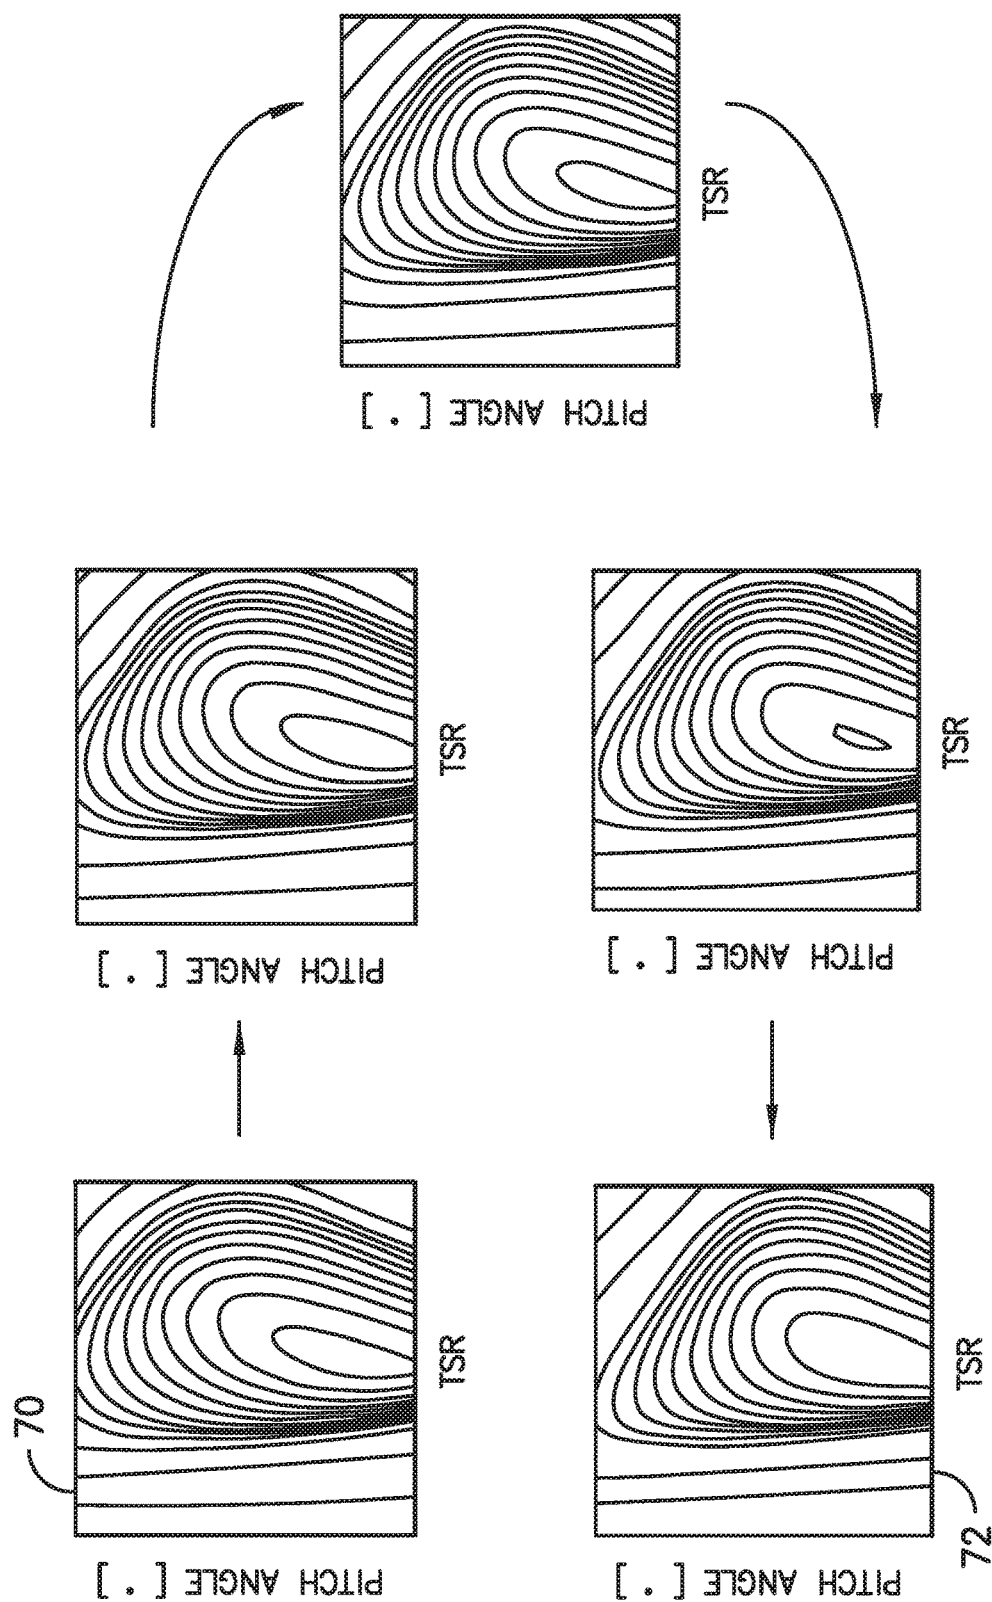 TSR
PITCH ANGLE [ . ]
TSR
TSR
PITCH ANGLE [ . ]
PITCH ANGLE [ . ]
70
TSR
TSR
72
PITCH ANGLE [ . ]
PITCH ANGLE [ . ]